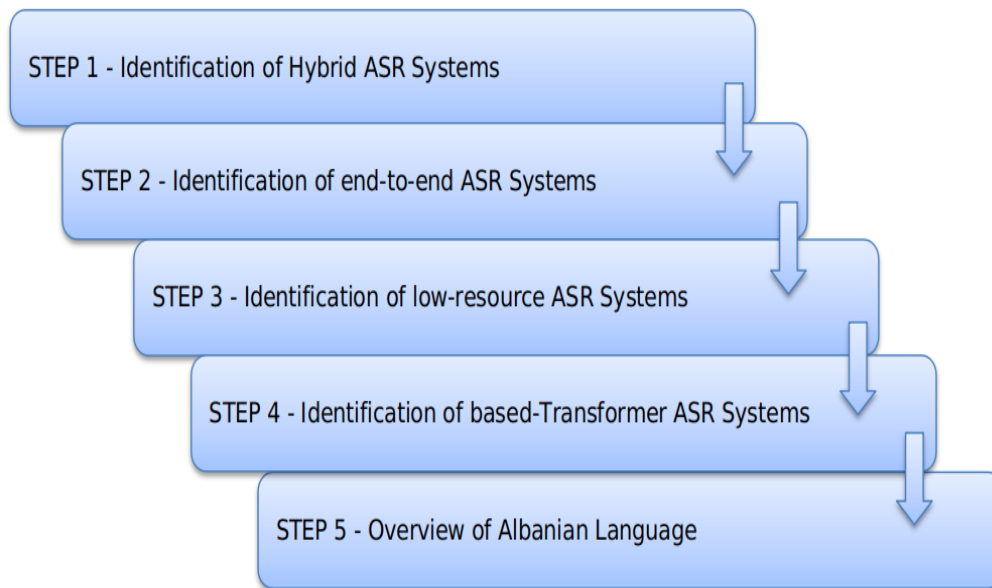 STEP 1 - Identification of Hybrid ASR Systems
STEP 2 - Identification of end-to-end ASR Systems
STEP 3 - Identification of low-resource ASR Systems
STEP 4 - Identification of based-Transformer ASR Systems
STEP 5 - Overview of Albanian Language